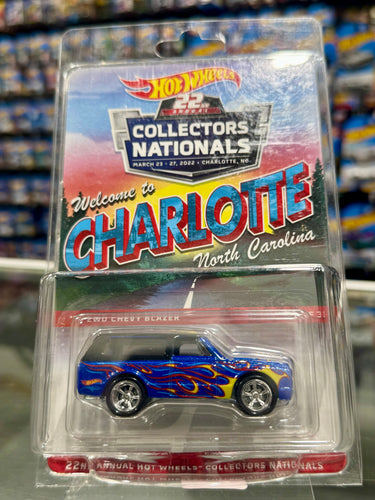 HOT WHEELS
22ND
ANNUAL
COLLECTORS
NATIONALS
MARCH 23 - 27, 2022 • CHARLOTTE, NC
Welcome to
CHARLOTTE
North Carolina
2WD CHEVY BLAZER
22ND ANNUAL HOT WHEELS COLLECTORS NATIONALS